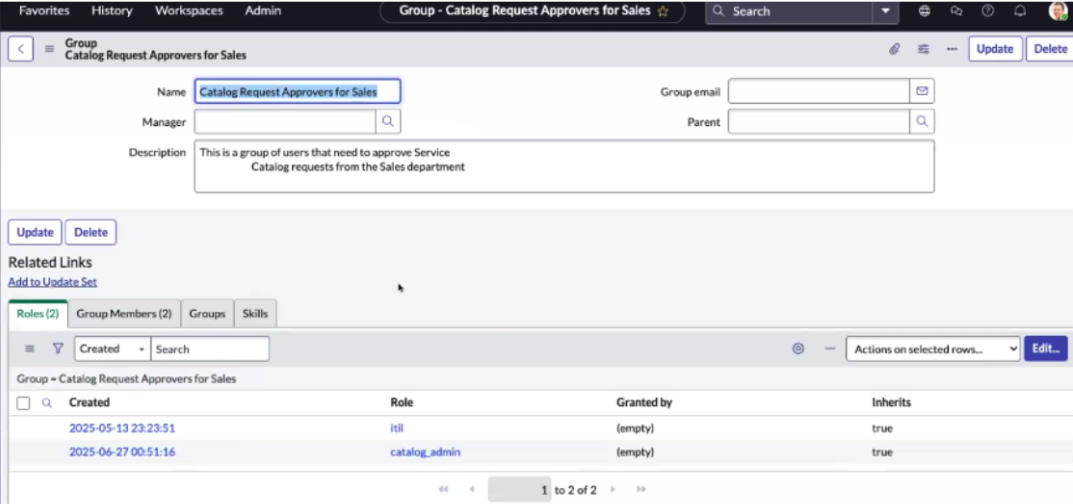 Favorites History Workspaces Admin Group - Catalog Request Approvers for Sales Search
Group
Catalog Request Approvers for Sales
Update Delete
Name Catalog Request Approvers for Sales Group email
Manager Parent
Description This is a group of users that need to approve Service
Catalog requests from the Sales department
Update Delete
Related Links
Add to Update Set
Roles (2) Group Members (2) Groups Skills
Created Search Actions on selected rows... Edit...
Group = Catalog Request Approvers for Sales
Created Role Granted by Inherits
2025-05-13 23:23:51 itil (empty) true
2025-06-27 00:51:16 catalog_admin (empty) true
1 to 2 of 2